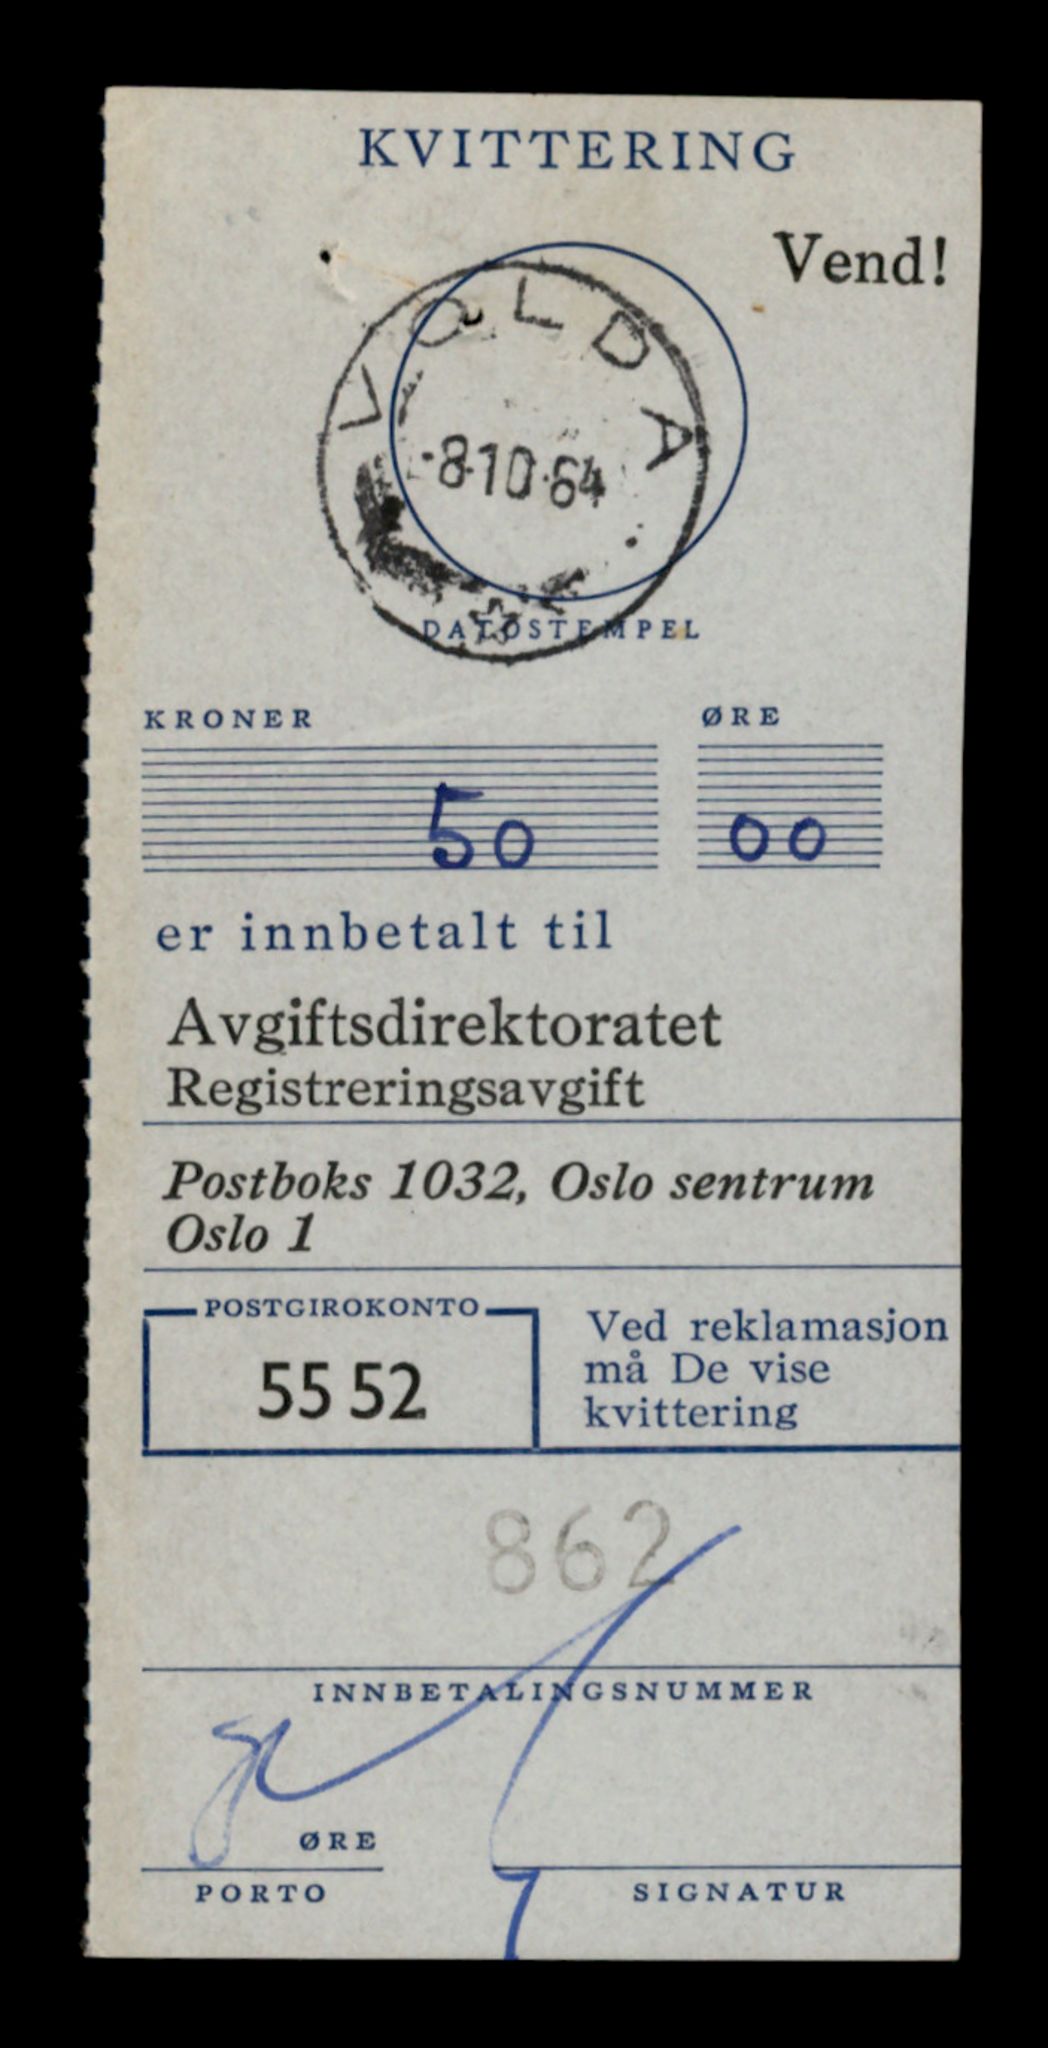 KVITTERING
Vend!
VOLDA
-8.10.64
DATOSTEMPEL
KRONER ØRE
50 00
er innbetalt til
Avgiftsdirektoratet
Registreringsavgift
Postboks 1032, Oslo sentrum
Oslo 1
POSTGIROKONTO
55 52
Ved reklamasjon
må De vise
kvittering
862
INNBETALINGSNUMMER
ØRE
PORTO
SIGNATUR